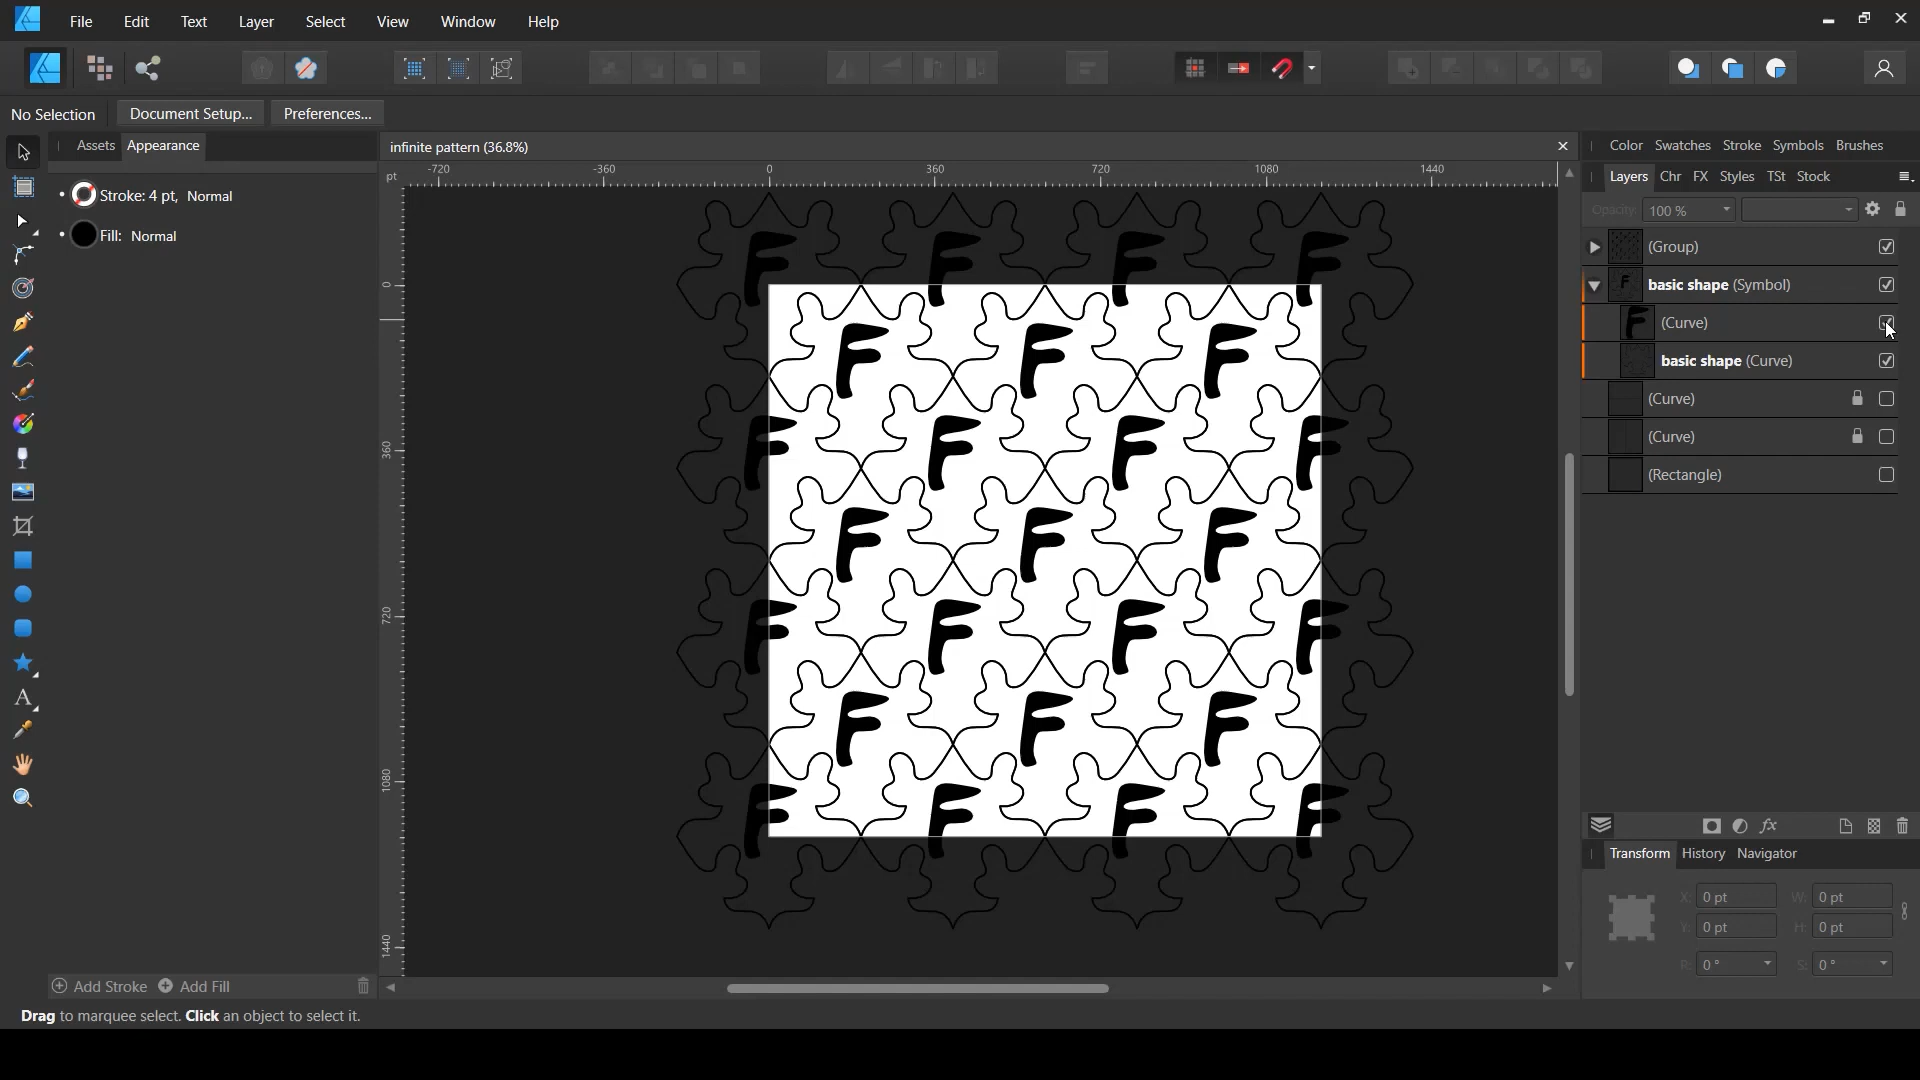 File Edit Text Layer Select View Window Help
No Selection Document Setup... Preferences...
Assets Appearance
infinite pattern (36.8%)
Color Swatches Stroke Symbols Brushes
pt -720 -360 0 360 720 1080 1440
Layers Chr FX Styles TSt Stock
Stroke: 4 pt, Normal
Opacity: 100 %
Fill: Normal
(Group)
basic shape (Symbol)
(Curve)
basic shape (Curve)
(Curve)
(Curve)
(Rectangle)
0
360
720
1080
1440
F F F F
F F F
F F F F
F F F
F F F F
F F F
F F F F
Transform History Navigator
X: 0 pt W: 0 pt
Y: 0 pt H: 0 pt
R: 0 ° S: 0 °
Add Stroke Add Fill
Drag to marquee select. Click an object to select it.